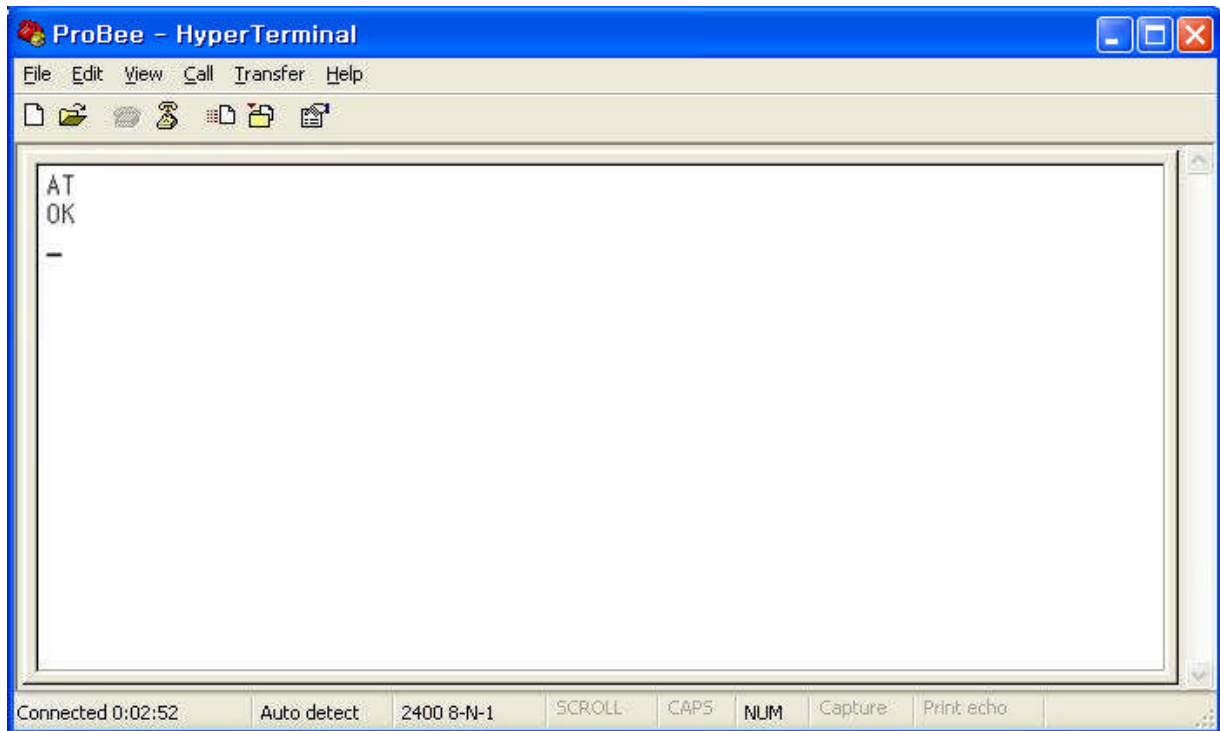 ProBee - HyperTerminal
File Edit View Call Transfer Help
AT
OK
_
Connected 0:02:52 Auto detect 2400 8-N-1 SCROLL CAPS NUM Capture Print echo